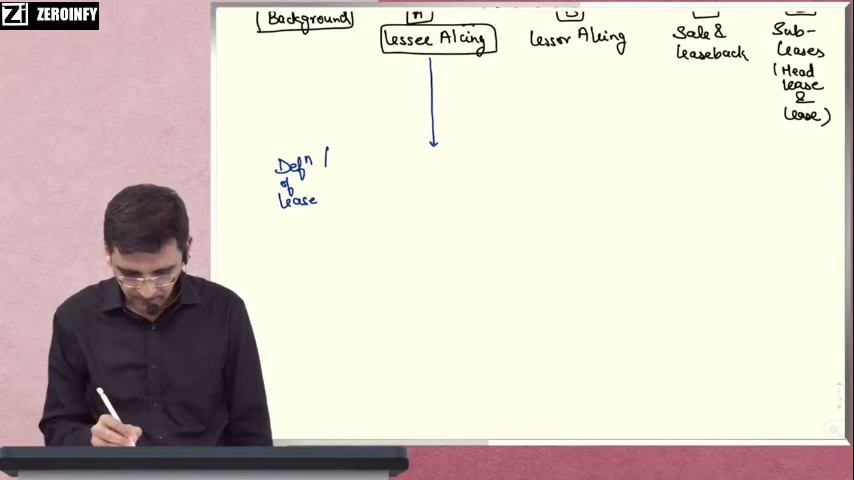 Zi ZEROINFY
Background
A
Lessee A/cing
B
Lessor A/cing
Sale &
leaseback
Sub-
leases
(Head
lease
&
lease)
Defn /
of
lease